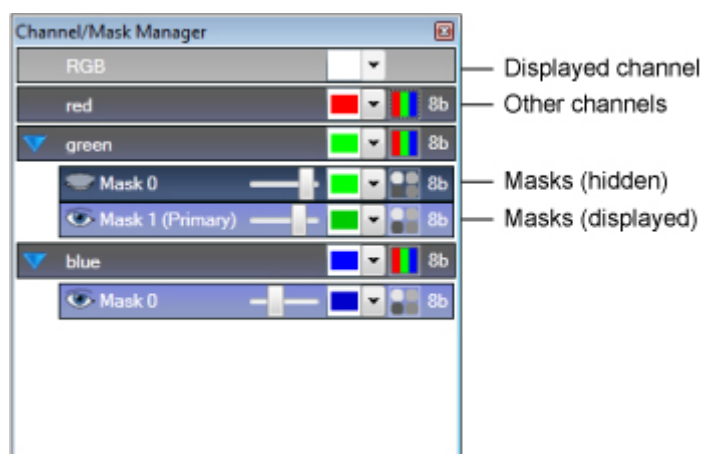 Channel/Mask Manager
RGB
Displayed channel
red 8b
Other channels
green 8b
Mask 0 8b
Masks (hidden)
Mask 1 (Primary) 8b
Masks (displayed)
blue 8b
Mask 0 8b